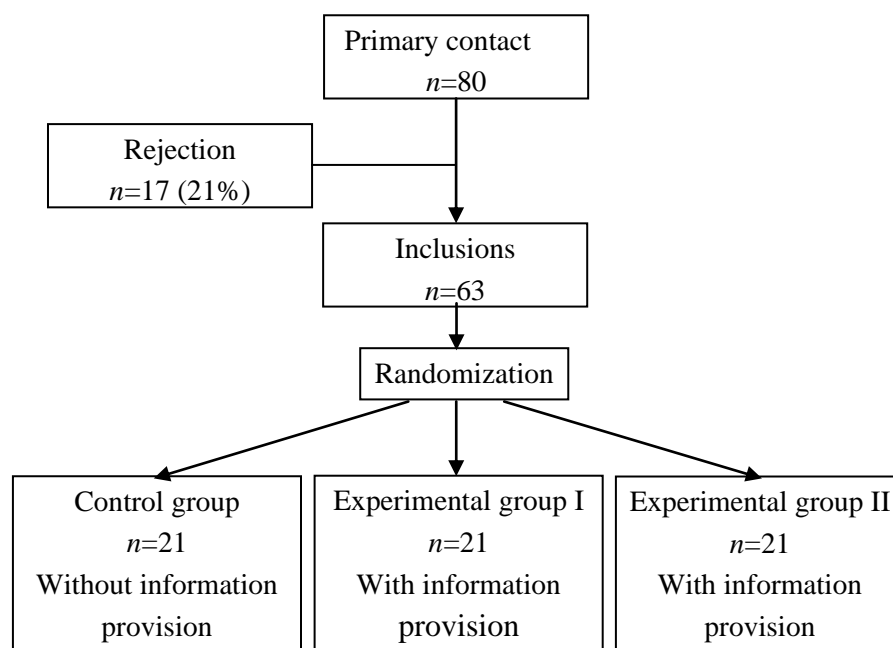 Primary contact
n=80
Rejection
n=17 (21%)
Inclusions
n=63
Randomization
Control group
n=21
Without information
provision
Experimental group I
n=21
With information
provision
Experimental group II
n=21
With information
provision